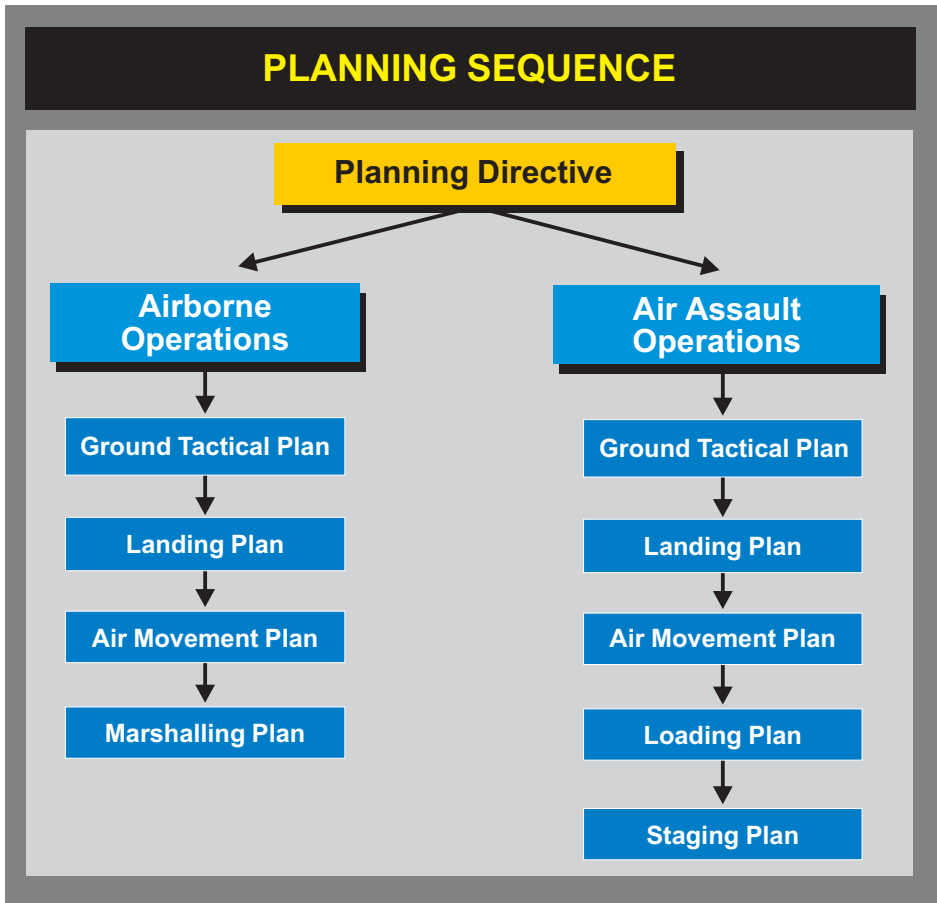 PLANNING SEQUENCE
Planning Directive
Airborne
Operations
Ground Tactical Plan
Landing Plan
Air Movement Plan
Marshalling Plan
Air Assault
Operations
Ground Tactical Plan
Landing Plan
Air Movement Plan
Loading Plan
Staging Plan